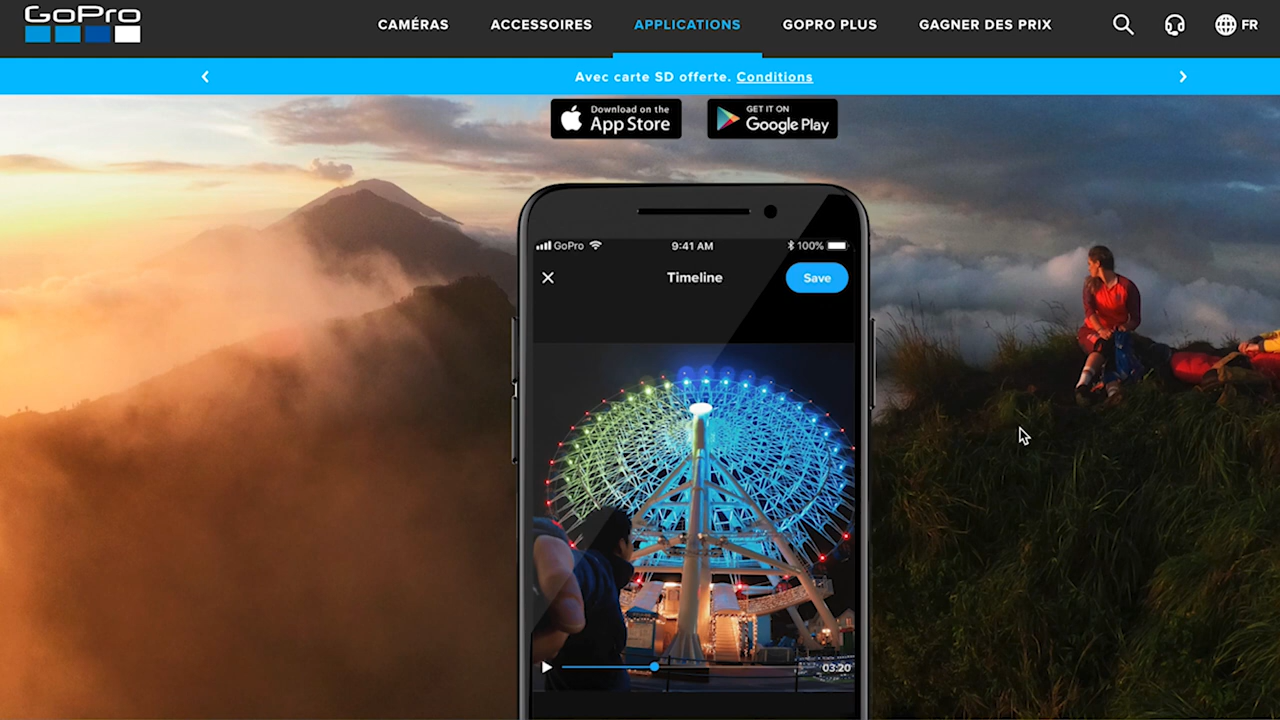 GoPro
CAMÉRAS ACCESSOIRES APPLICATIONS GOPRO PLUS GAGNER DES PRIX FR
Avec carte SD offerte. Conditions
Download on the
App Store
GET IT ON
Google Play
GoPro 9:41 AM 100%
Timeline Save
03:20